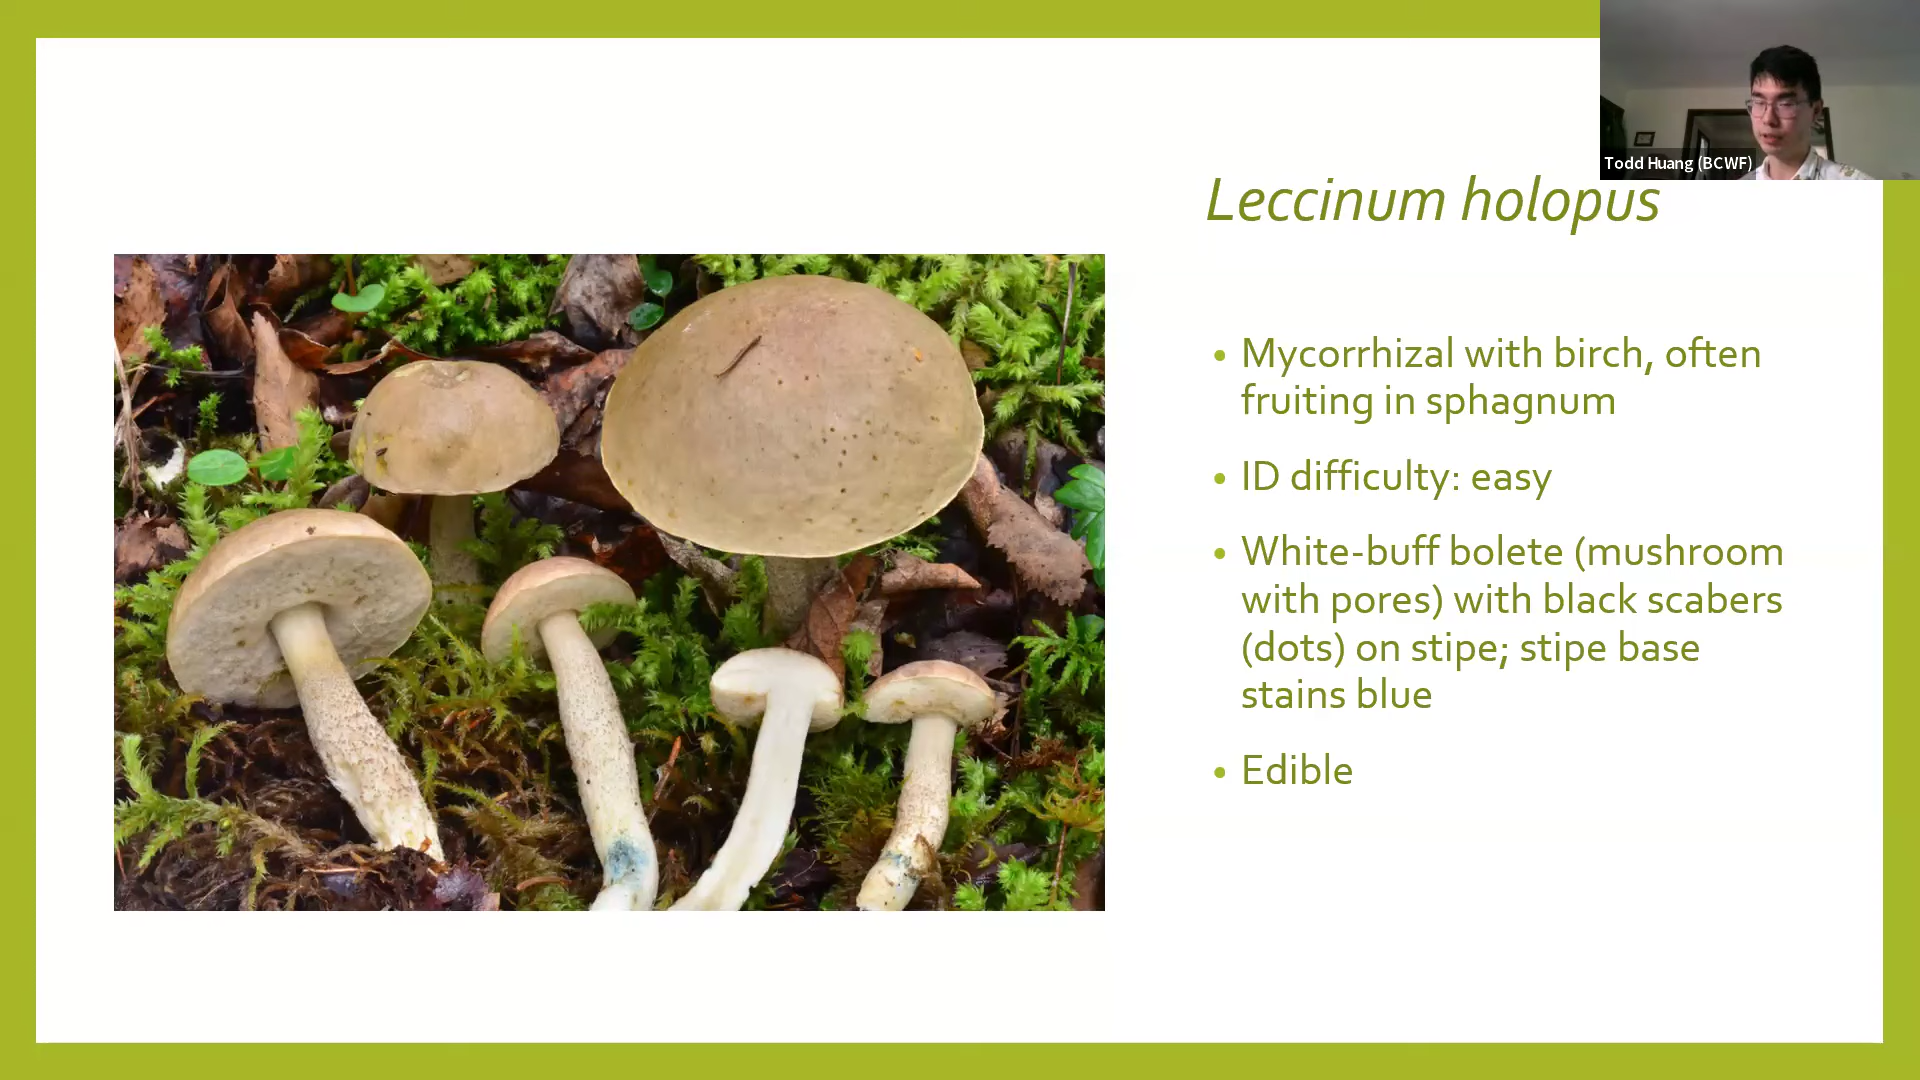 Todd Huang (BCWF)
Leccinum holopus
• Mycorrhizal with birch, often
fruiting in sphagnum
• ID difficulty: easy
• White-buff bolete (mushroom
with pores) with black scabers
(dots) on stipe; stipe base
stains blue
• Edible